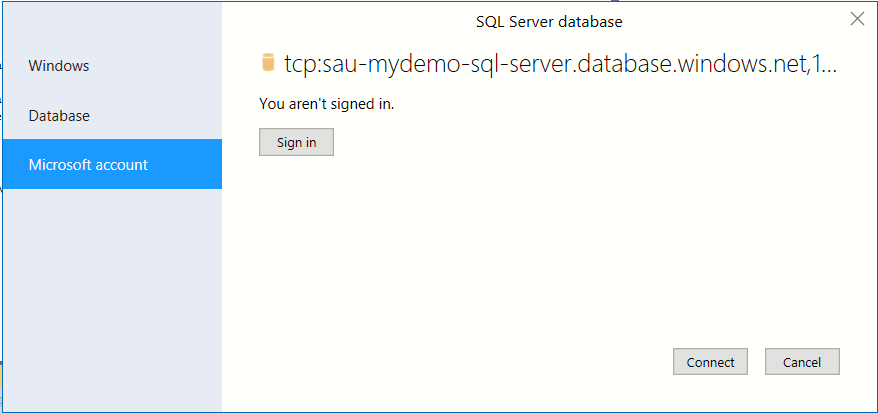 SQL Server database
Windows
Database
Microsoft account
tcp:sau-mydemo-sql-server.database.windows.net,1...
You aren't signed in.
Sign in
Connect
Cancel